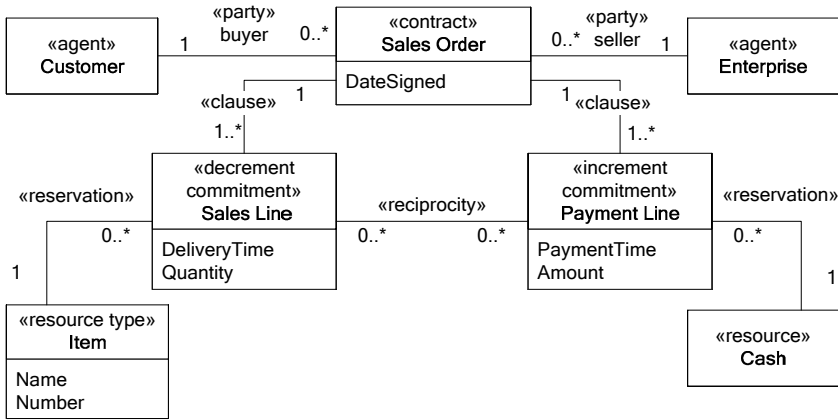 «agent»
Customer
1
«party»
buyer
0..*
«contract»
Sales Order
DateSigned
«party»
0..*
seller
1
«agent»
Enterprise
«clause»
1
1..*
1
«clause»
1..*
«reservation»
0..*
1
«decrement
commitment»
Sales Line
DeliveryTime
Quantity
«reciprocity»
0..*
0..*
«increment
commitment»
Payment Line
PaymentTime
Amount
«reservation»
0..*
1
«resource type»
Item
Name
Number
«resource»
Cash